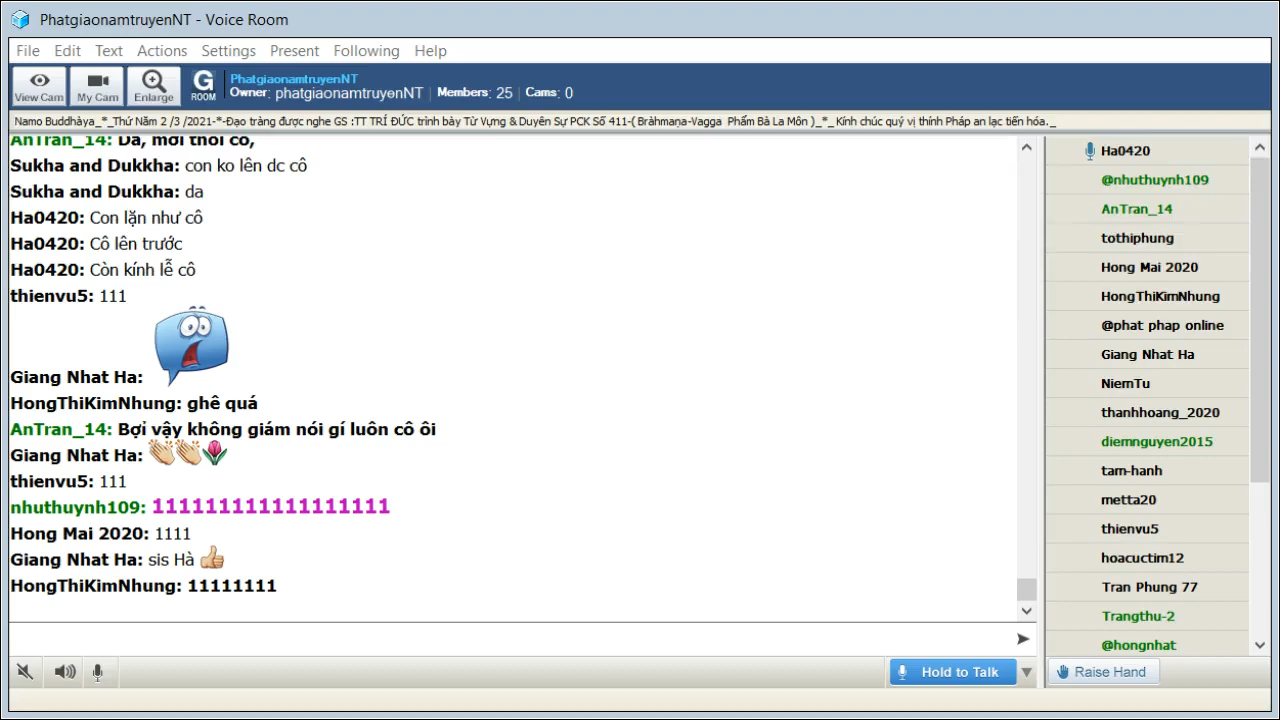 PhatgiaonamtruyenNT - Voice Room
File Edit Text Actions Settings Present Following Help
View Cam My Cam Enlarge G ROOM PhatgiaonamtruyenNT
Owner: phatgiaonamtruyenNT | Members: 25 | Cams: 0
Namo Buddhàya_*_Thứ Năm 2 /3 /2021-*-Đạo tràng được nghe GS :TT TRÍ ĐỨC trình bày Từ Vựng & Duyên Sự PCK Số 411-( Bràhmaṇa-Vagga Phẩm Bà La Môn )_*_ Kính chúc quý vị thính Pháp an lạc tiến hóa._
AnTran_14: Dạ, mời thôi cô,
Sukha and Dukkha: con ko lên dc cô
Sukha and Dukkha: da
Ha0420: Con lặn như cô
Ha0420: Cô lên trước
Ha0420: Còn kính lễ cô
thienvu5: 111
Giang Nhat Ha:
HongThiKimNhung: ghê quá
AnTran_14: Bợỉ vậy không giám nói gí luôn cô ôi
Giang Nhat Ha:
thienvu5: 111
nhuthuynh109: 111111111111111111
Hong Mai 2020: 1111
Giang Nhat Ha: sis Hà
HongThiKimNhung: 11111111
Hold to Talk
Ha0420
@nhuthuynh109
AnTran_14
tothiphung
Hong Mai 2020
HongThiKimNhung
@phat phap online
Giang Nhat Ha
NiemTu
thanhhoang_2020
diemnguyen2015
tam-hanh
metta20
thienvu5
hoacuctim12
Tran Phung 77
Trangthu-2
@hongnhat
Raise Hand